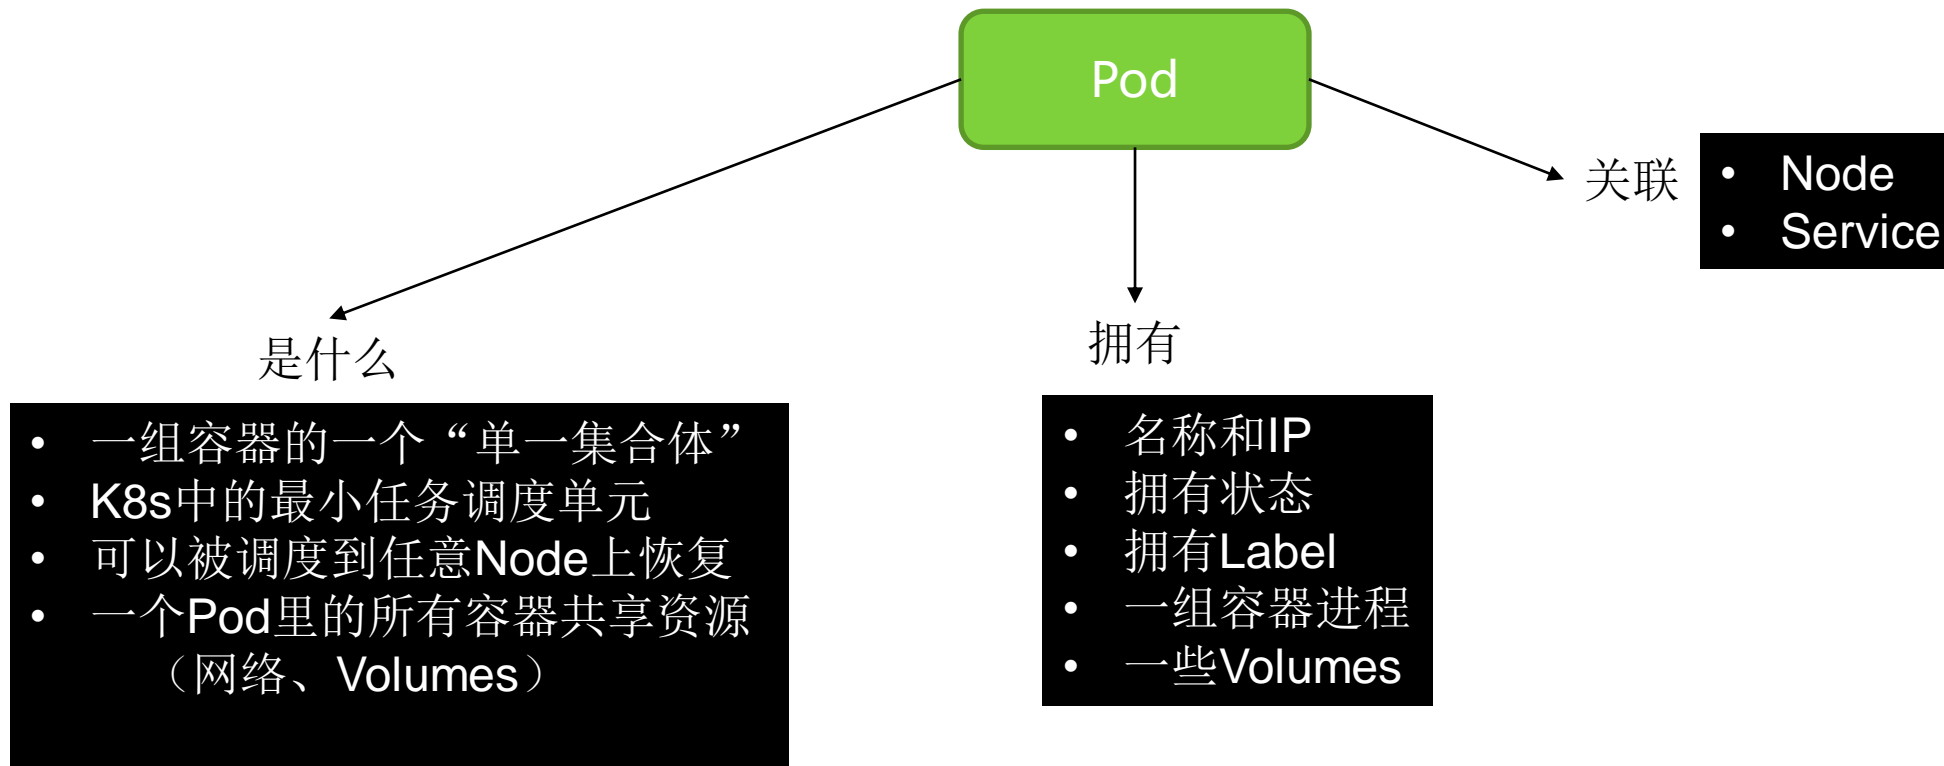 Pod
关联
• Node
• Service
是什么
• 一组容器的一个“单一集合体”
• K8s中的最小任务调度单元
• 可以被调度到任意Node上恢复
• 一个Pod里的所有容器共享资源
（网络、Volumes）
拥有
• 名称和IP
• 拥有状态
• 拥有Label
• 一组容器进程
• 一些Volumes